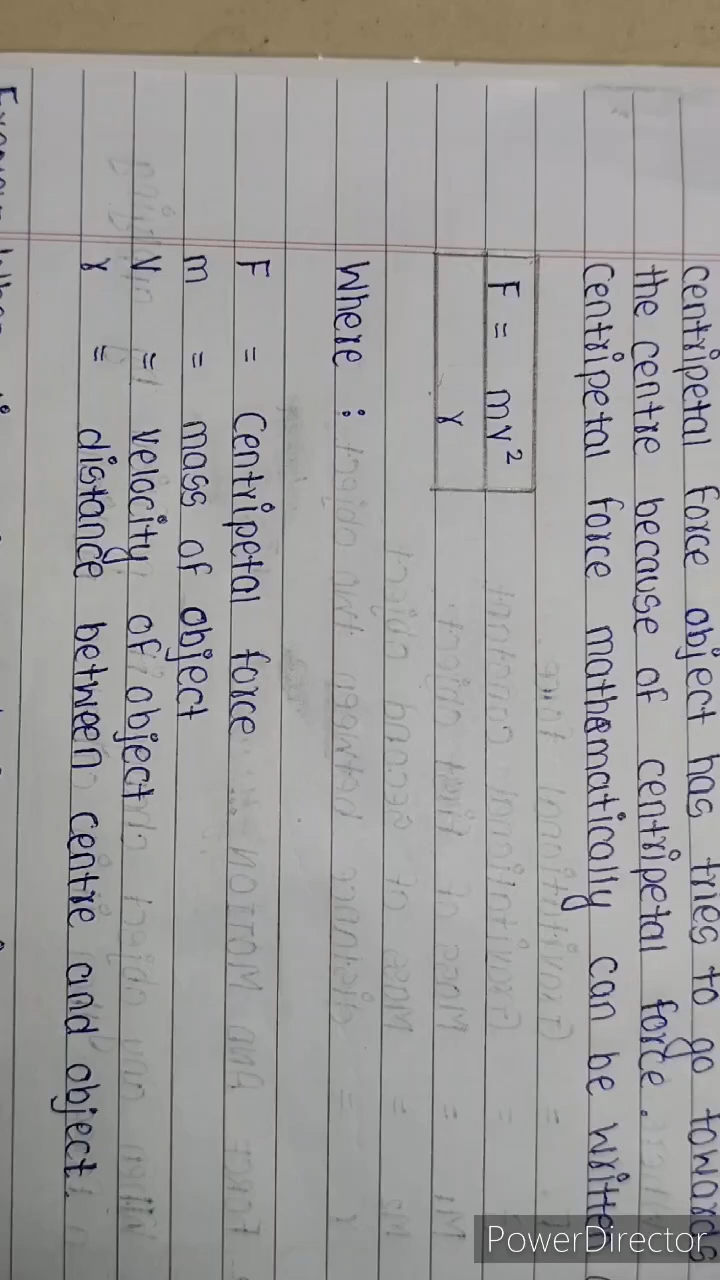 centripetal force object has tries to go towards
the centre because of centripetal force.
Centripetal force mathematically can be written
F = mv²
r
Where :
F = Centripetal force
m = mass of object
v = velocity of object
r = distance between centre and object.
PowerDirector